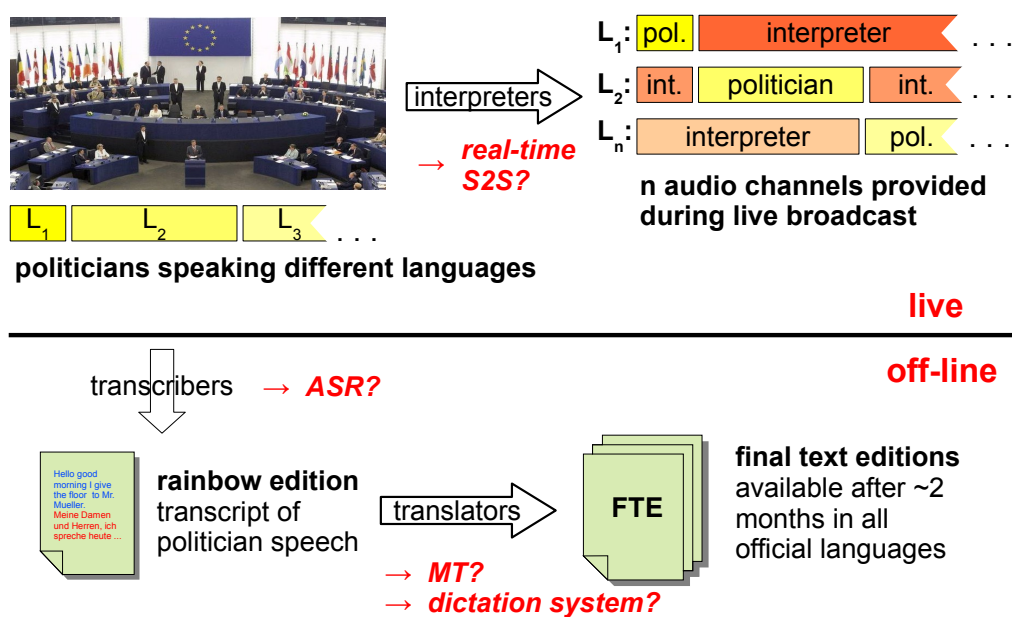 L1: pol. interpreter . . .
interpreters
L2: int. politician int. . . .
→ real-time
S2S?
Ln: interpreter pol. . . .
n audio channels provided
during live broadcast
L1 L2 L3 . . .
politicians speaking different languages
live
off-line
transcribers → ASR?
Hello good
morning I give
the floor to Mr.
Mueller.
Meine Damen
und Herren, ich
spreche heute ...
rainbow edition
transcript of
politician speech
translators
→ MT?
→ dictation system?
FTE
final text editions
available after ~2
months in all
official languages